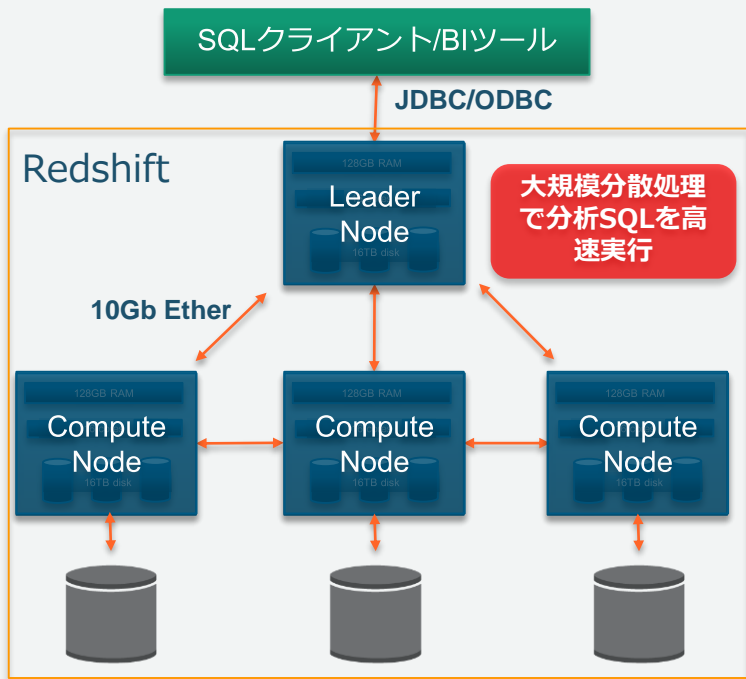 SQLクライアント/BIツール
JDBC/ODBC
Redshift
128GB RAM
Leader
Node
16TB disk
大規模分散処理
で分析SQLを高
速実行
10Gb Ether
128GB RAM
Compute
Node
16TB disk
128GB RAM
Compute
Node
16TB disk
128GB RAM
Compute
Node
16TB disk